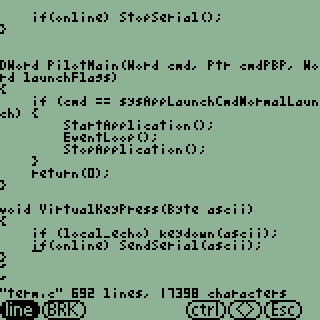 if(online) StopSerial();
}
DWord PilotMain(Word cmd, Ptr cmdPBP, Wo
rd launchFlags)
{
    if (cmd == sysAppLaunchCmdNormalLaun
ch) {
        StartApplication();
        EventLoop();
        StopApplication();
    }
    return(0);
}
void VirtualKeyPress(Byte ascii)
{
    if (local_echo) keydown(ascii);
    if(online) SendSerial(ascii);
}
~
~
"term.c" 692 lines, 17398 characters
line BRK ctrl <> Esc